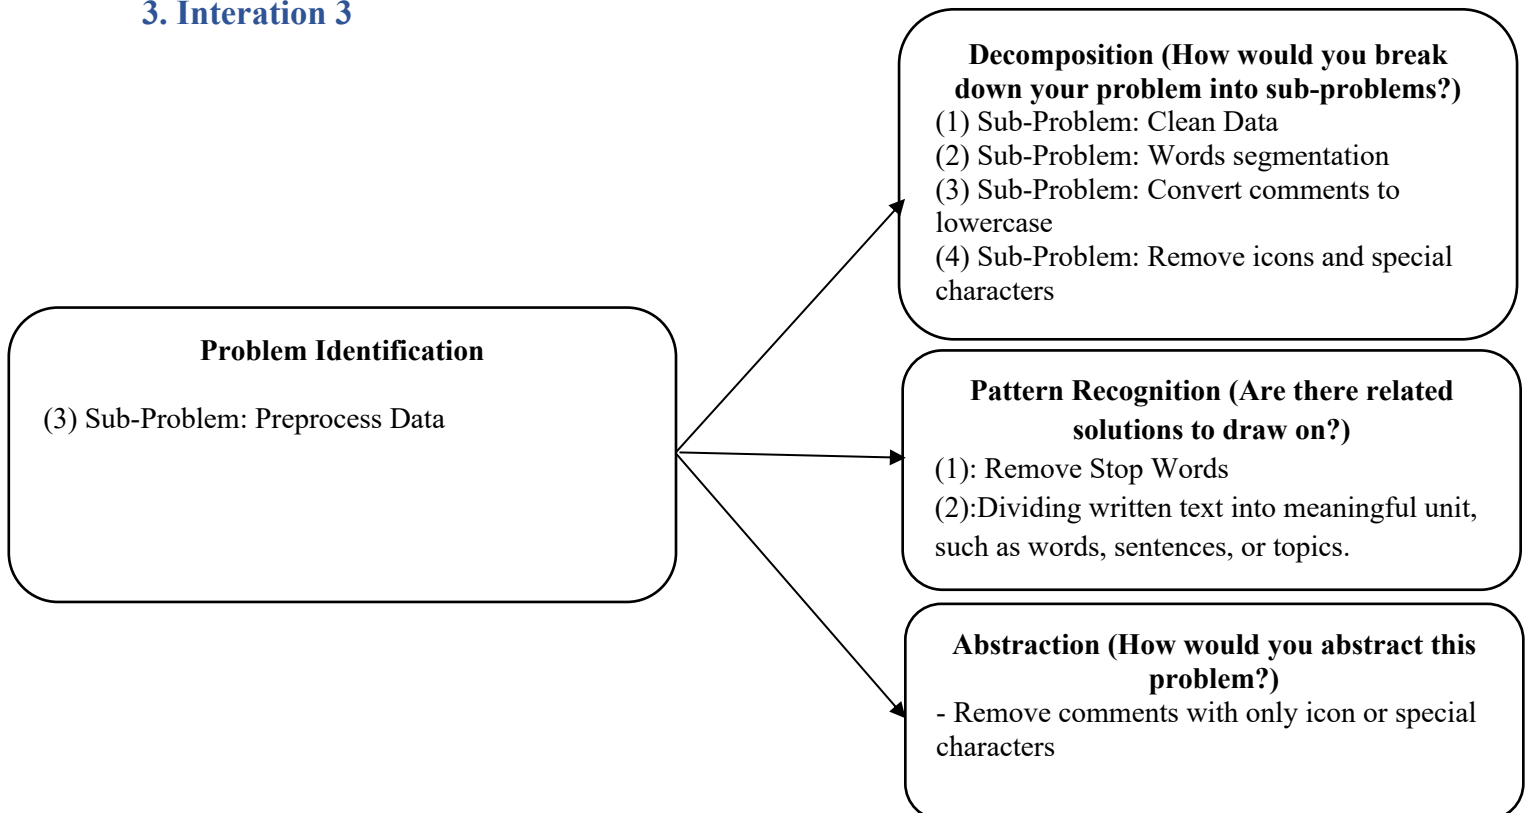 3. Interation 3
Decomposition (How would you break
down your problem into sub-problems?)
(1) Sub-Problem: Clean Data
(2) Sub-Problem: Words segmentation
(3) Sub-Problem: Convert comments to
lowercase
(4) Sub-Problem: Remove icons and special
characters
Problem Identification
(3) Sub-Problem: Preprocess Data
Pattern Recognition (Are there related
solutions to draw on?)
(1): Remove Stop Words
(2):Dividing written text into meaningful unit,
such as words, sentences, or topics.
Abstraction (How would you abstract this
problem?)
- Remove comments with only icon or special
characters